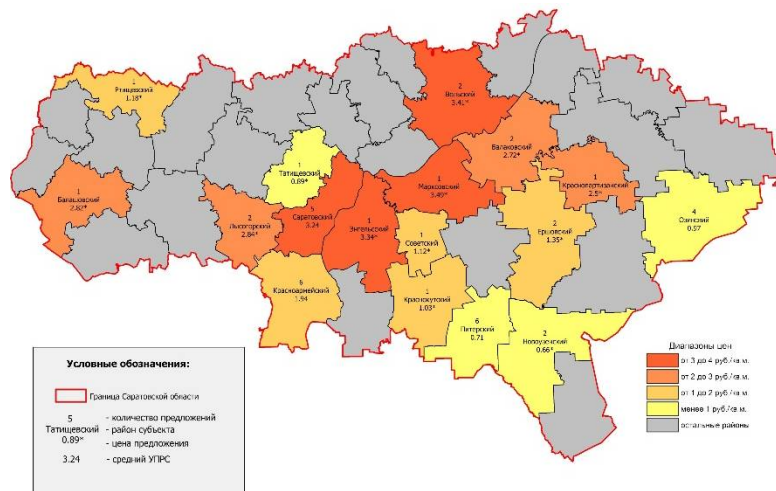 1
Ртищевский
1.18*
2
Вольский
3.41*
2
Балаковский
2.72*
1
Татищевский
0.89*
1
Марксовский
3.49*
1
Краснопартизанский
2.5*
1
Балашовский
2.82*
2
Лысогорский
2.84*
5
Саратовский
3.24
1
Энгельсский
3.34*
1
Советский
1.12*
2
Ершовский
1.35*
4
Озинский
0.97
Красноармейский
1.94
1
Краснокутский
1.03*
6
Питерский
0.71
2
Новоузенский
0.66*
Условные обозначения:
Граница Саратовской области
5 - количество предложений
Татищевский - район субъекта
0.89* - цена предложения
3.24 - средний УПРС
Диапазоны цен
от 3 до 4 руб./кв.м.
от 2 до 3 руб./кв.м.
от 1 до 2 руб./кв.м.
менее 1 руб./кв.м.
остальные районы